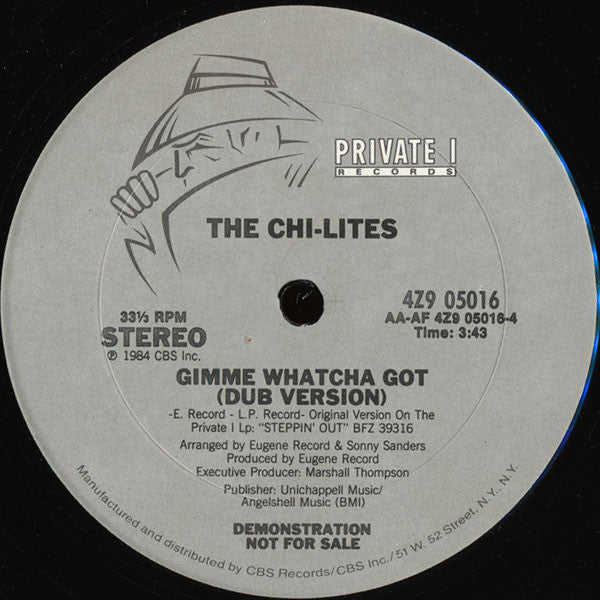 PRIVATE I
RECORDS
THE CHI-LITES
33⅓ RPM
STEREO
℗ 1984 CBS Inc.
4Z9 05016
AA-AF 4Z9 05016-4
Time: 3:43
GIMME WHATCHA GOT
(DUB VERSION)
-E. Record - L.P. Record- Original Version On The
Private I Lp: "STEPPIN' OUT" BFZ 39316
Arranged by Eugene Record & Sonny Sanders
Produced by Eugene Record
Executive Producer: Marshall Thompson
Publisher: Unichappell Music/
Angelshell Music (BMI)
DEMONSTRATION
NOT FOR SALE
Manufactured and distributed by CBS Records/CBS Inc./51 W. 52 Street, N.Y., N.Y.